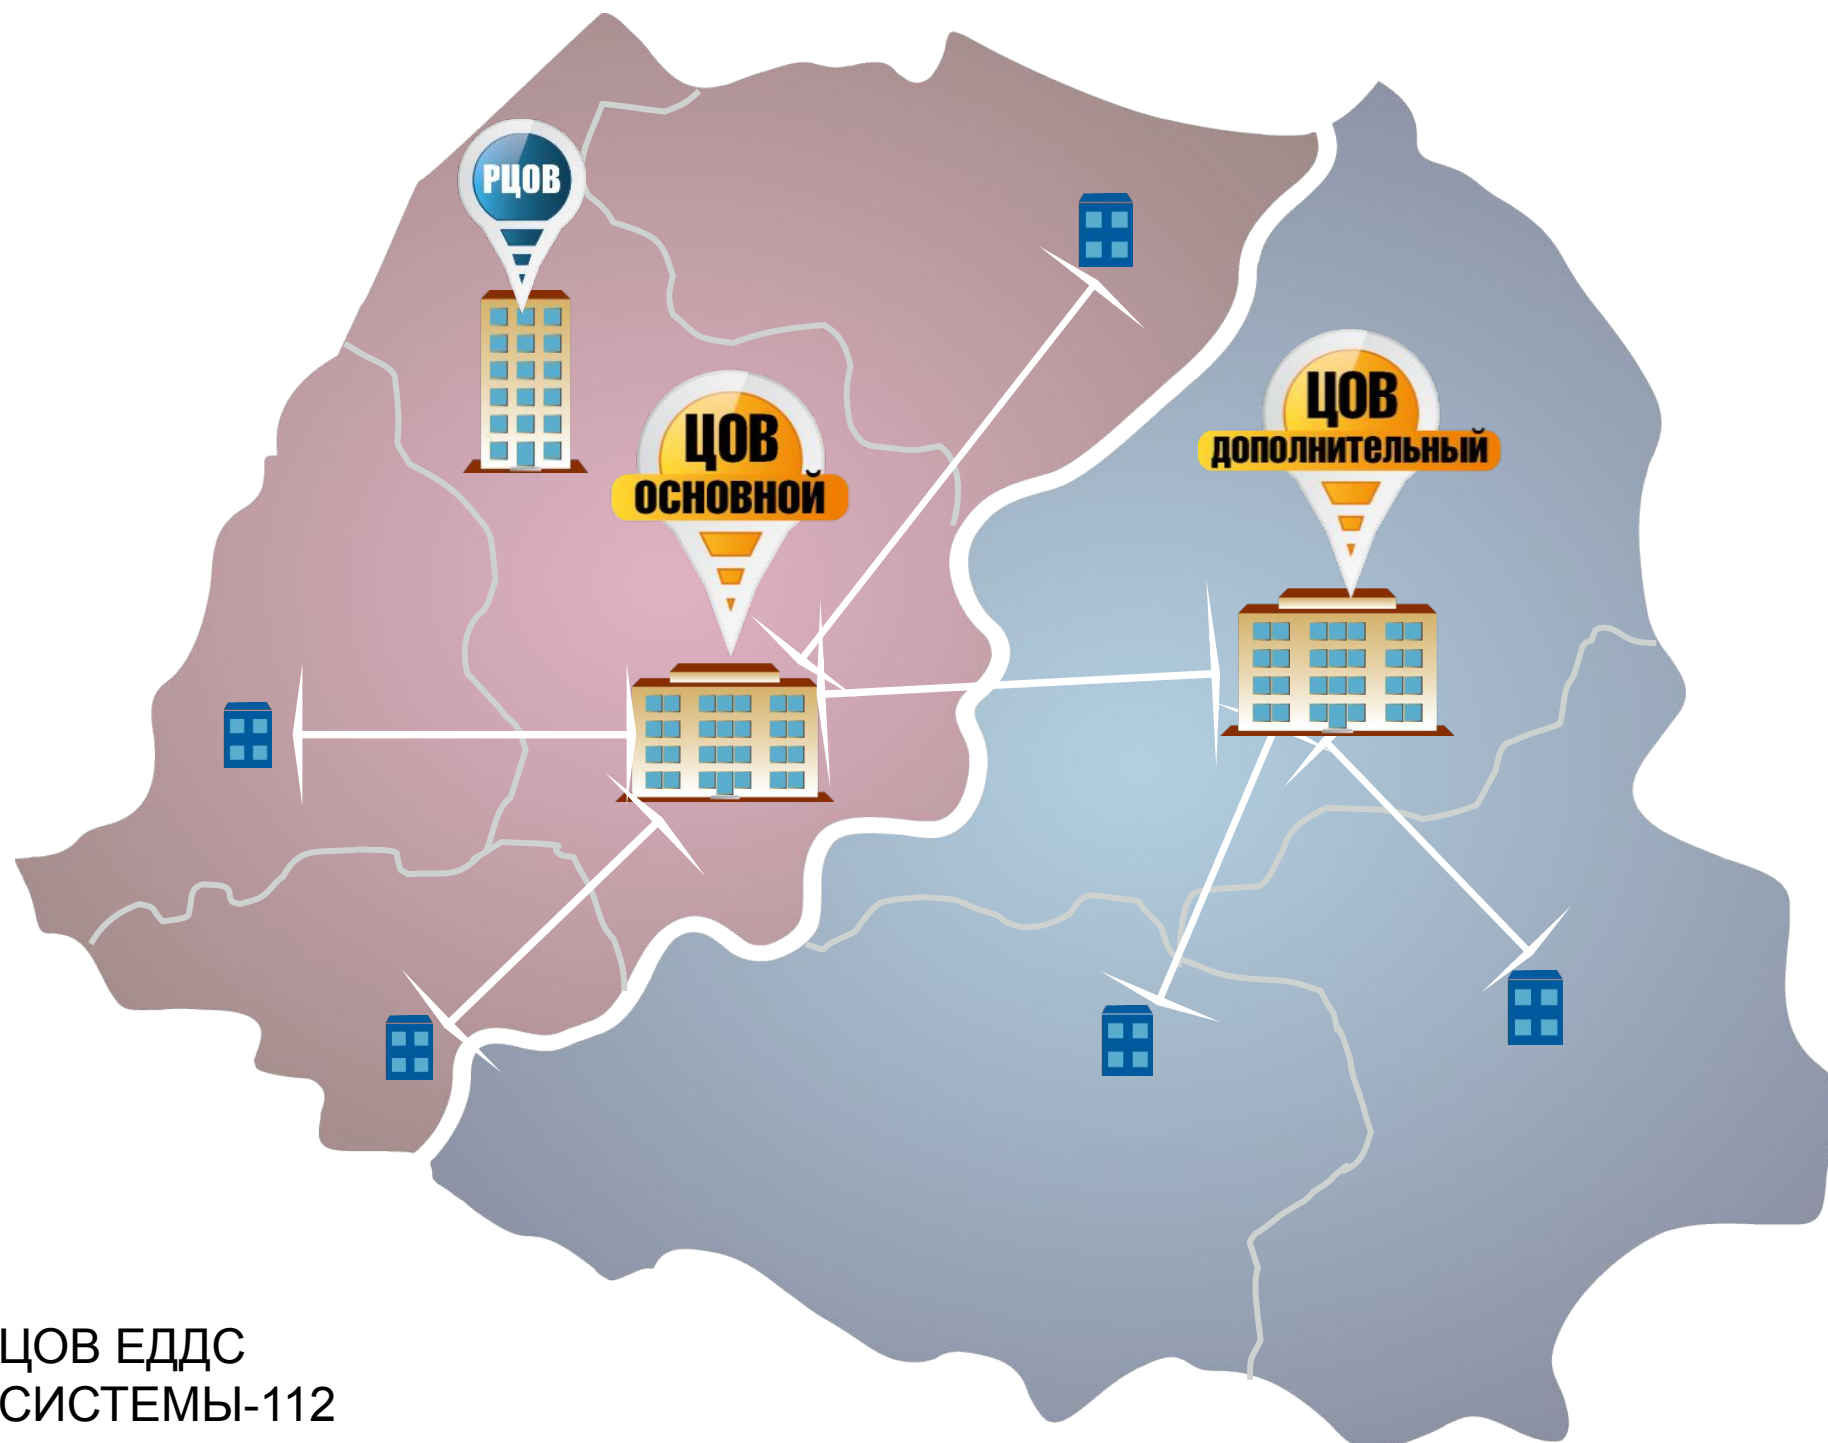 РЦОВ
ЦОВ
ДОПОЛНИТЕЛЬНЫЙ
ЦОВ
ОСНОВНОЙ
ЦОВ ЕДДС
СИСТЕМЫ-112